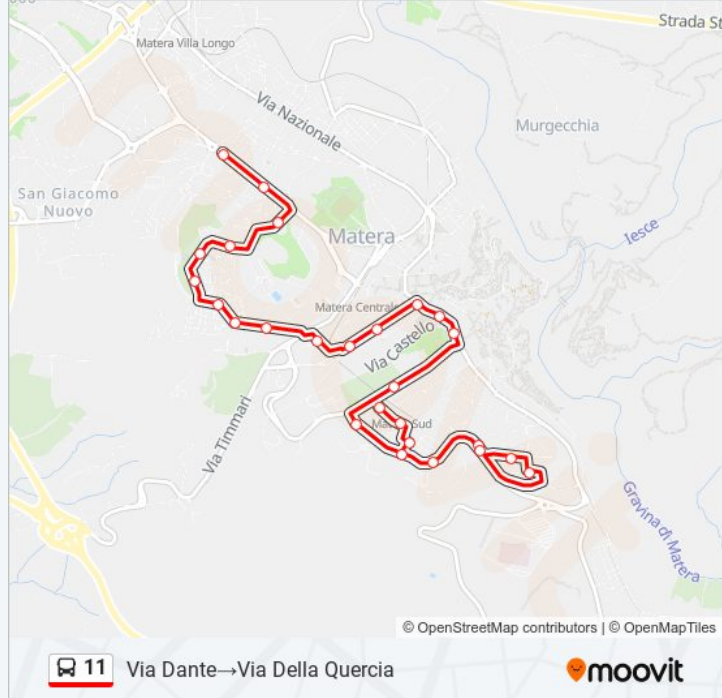 Strada St
Matera Villa Longo
Via Nazionale
Murgecchia
San Giacomo
Nuovo
Matera
Iesce
Matera Centrale
Via Castello
Sud
Via Timmari
Gravina di Matera
© OpenStreetMap contributors | © OpenMapTiles
11 Via Dante→Via Della Quercia
moovit